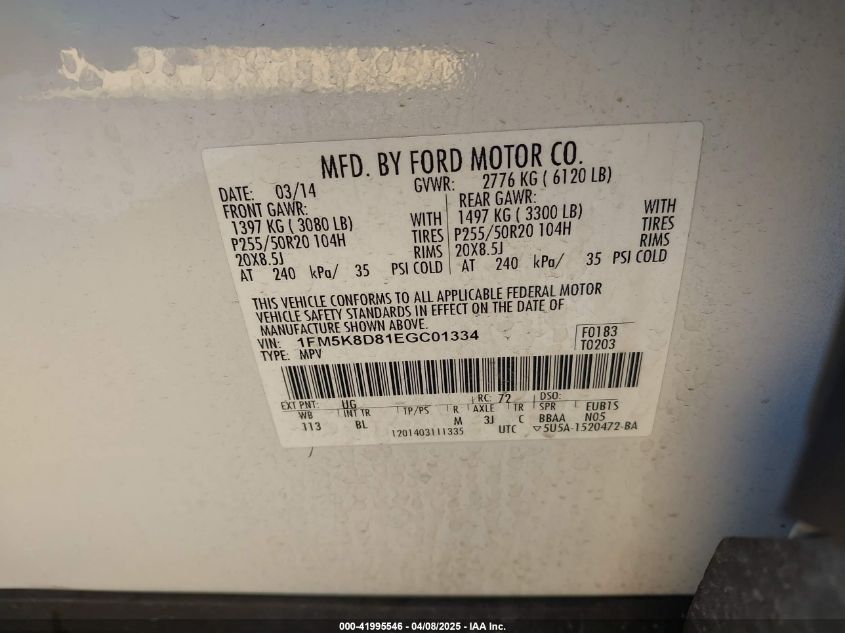 MFD. BY FORD MOTOR CO.
DATE: 03/14 GVWR: 2776 KG ( 6120 LB)
FRONT GAWR: REAR GAWR:
1397 KG ( 3080 LB) WITH 1497 KG ( 3300 LB) WITH
P255/50R20 104H TIRES P255/50R20 104H TIRES
20X8.5J RIMS 20X8.5J RIMS
AT 240 kPa/ 35 PSI COLD AT 240 kPa/ 35 PSI COLD
THIS VEHICLE CONFORMS TO ALL APPLICABLE FEDERAL MOTOR
VEHICLE SAFETY STANDARDS IN EFFECT ON THE DATE OF
MANUFACTURE SHOWN ABOVE.
VIN: 1FM5K8D81EGC01334 F0183
TYPE: MPV T0203
EXT PNT: UG RC: 72 DSO:
WB INT TR TP/PS R AXLE TR SPR EUBTS
113 BL M 3J C BBAA N05
1201403111335 UTC ▽5U5A-1520472-BA
000-41995546 - 04/08/2025 - IAA Inc.